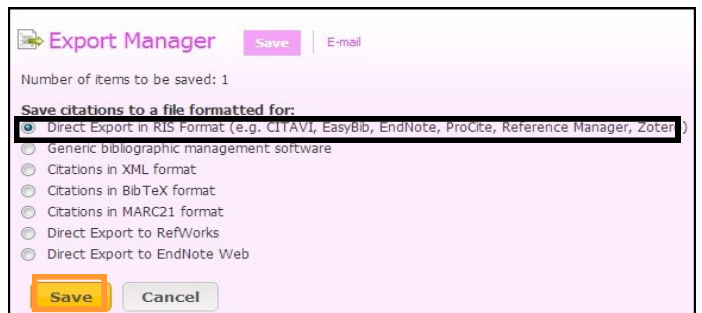 Export Manager Save E-mail
Number of items to be saved: 1
Save citations to a file formatted for:
Direct Export in RIS Format (e.g. CITAVI, EasyBib, EndNote, ProCite, Reference Manager, Zotero)
Generic bibliographic management software
Citations in XML format
Citations in BibTeX format
Citations in MARC21 format
Direct Export to RefWorks
Direct Export to EndNote Web
Save Cancel